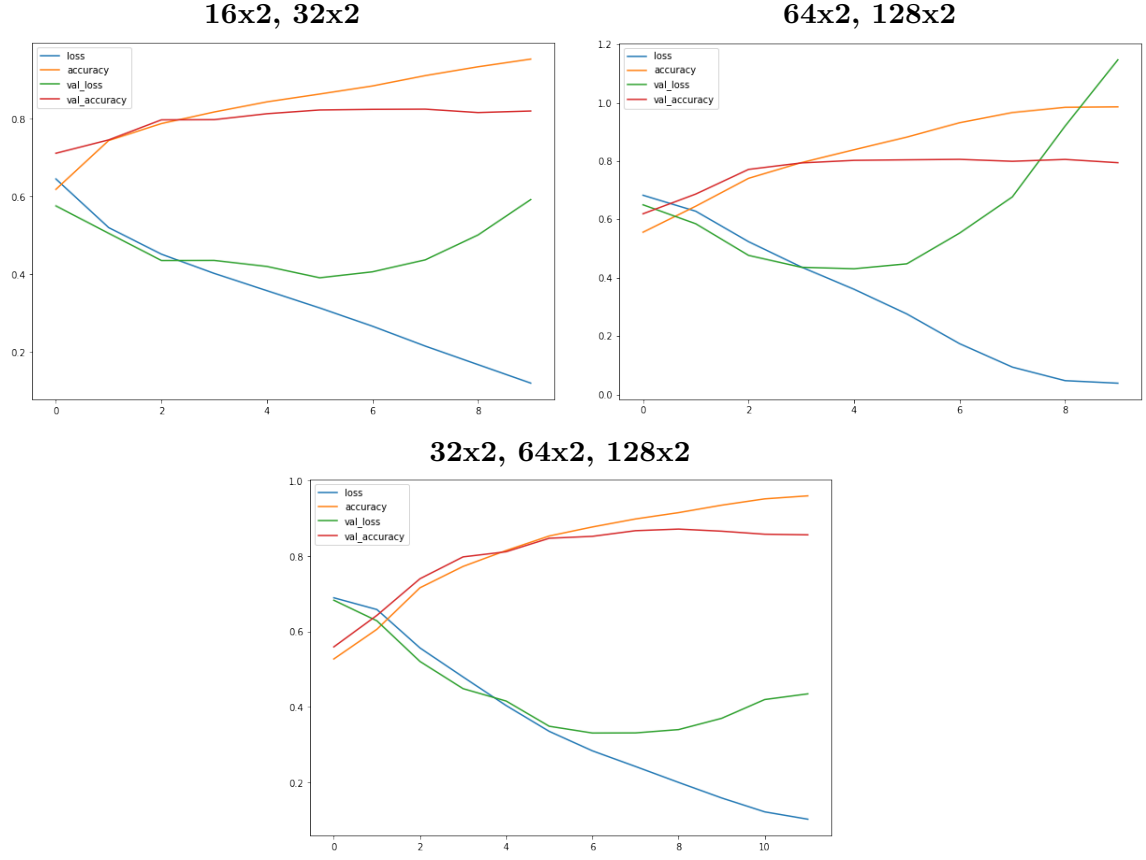 16x2, 32x2
loss
accuracy
val_loss
val_accuracy
0.8
0.6
0.4
0.2
0 2 4 6 8
64x2, 128x2
1.2
loss
accuracy
val_loss
val_accuracy
1.0
0.8
0.6
0.4
0.2
0.0
0 2 4 6 8
32x2, 64x2, 128x2
1.0
loss
accuracy
val_loss
val_accuracy
0.8
0.6
0.4
0.2
0 2 4 6 8 10